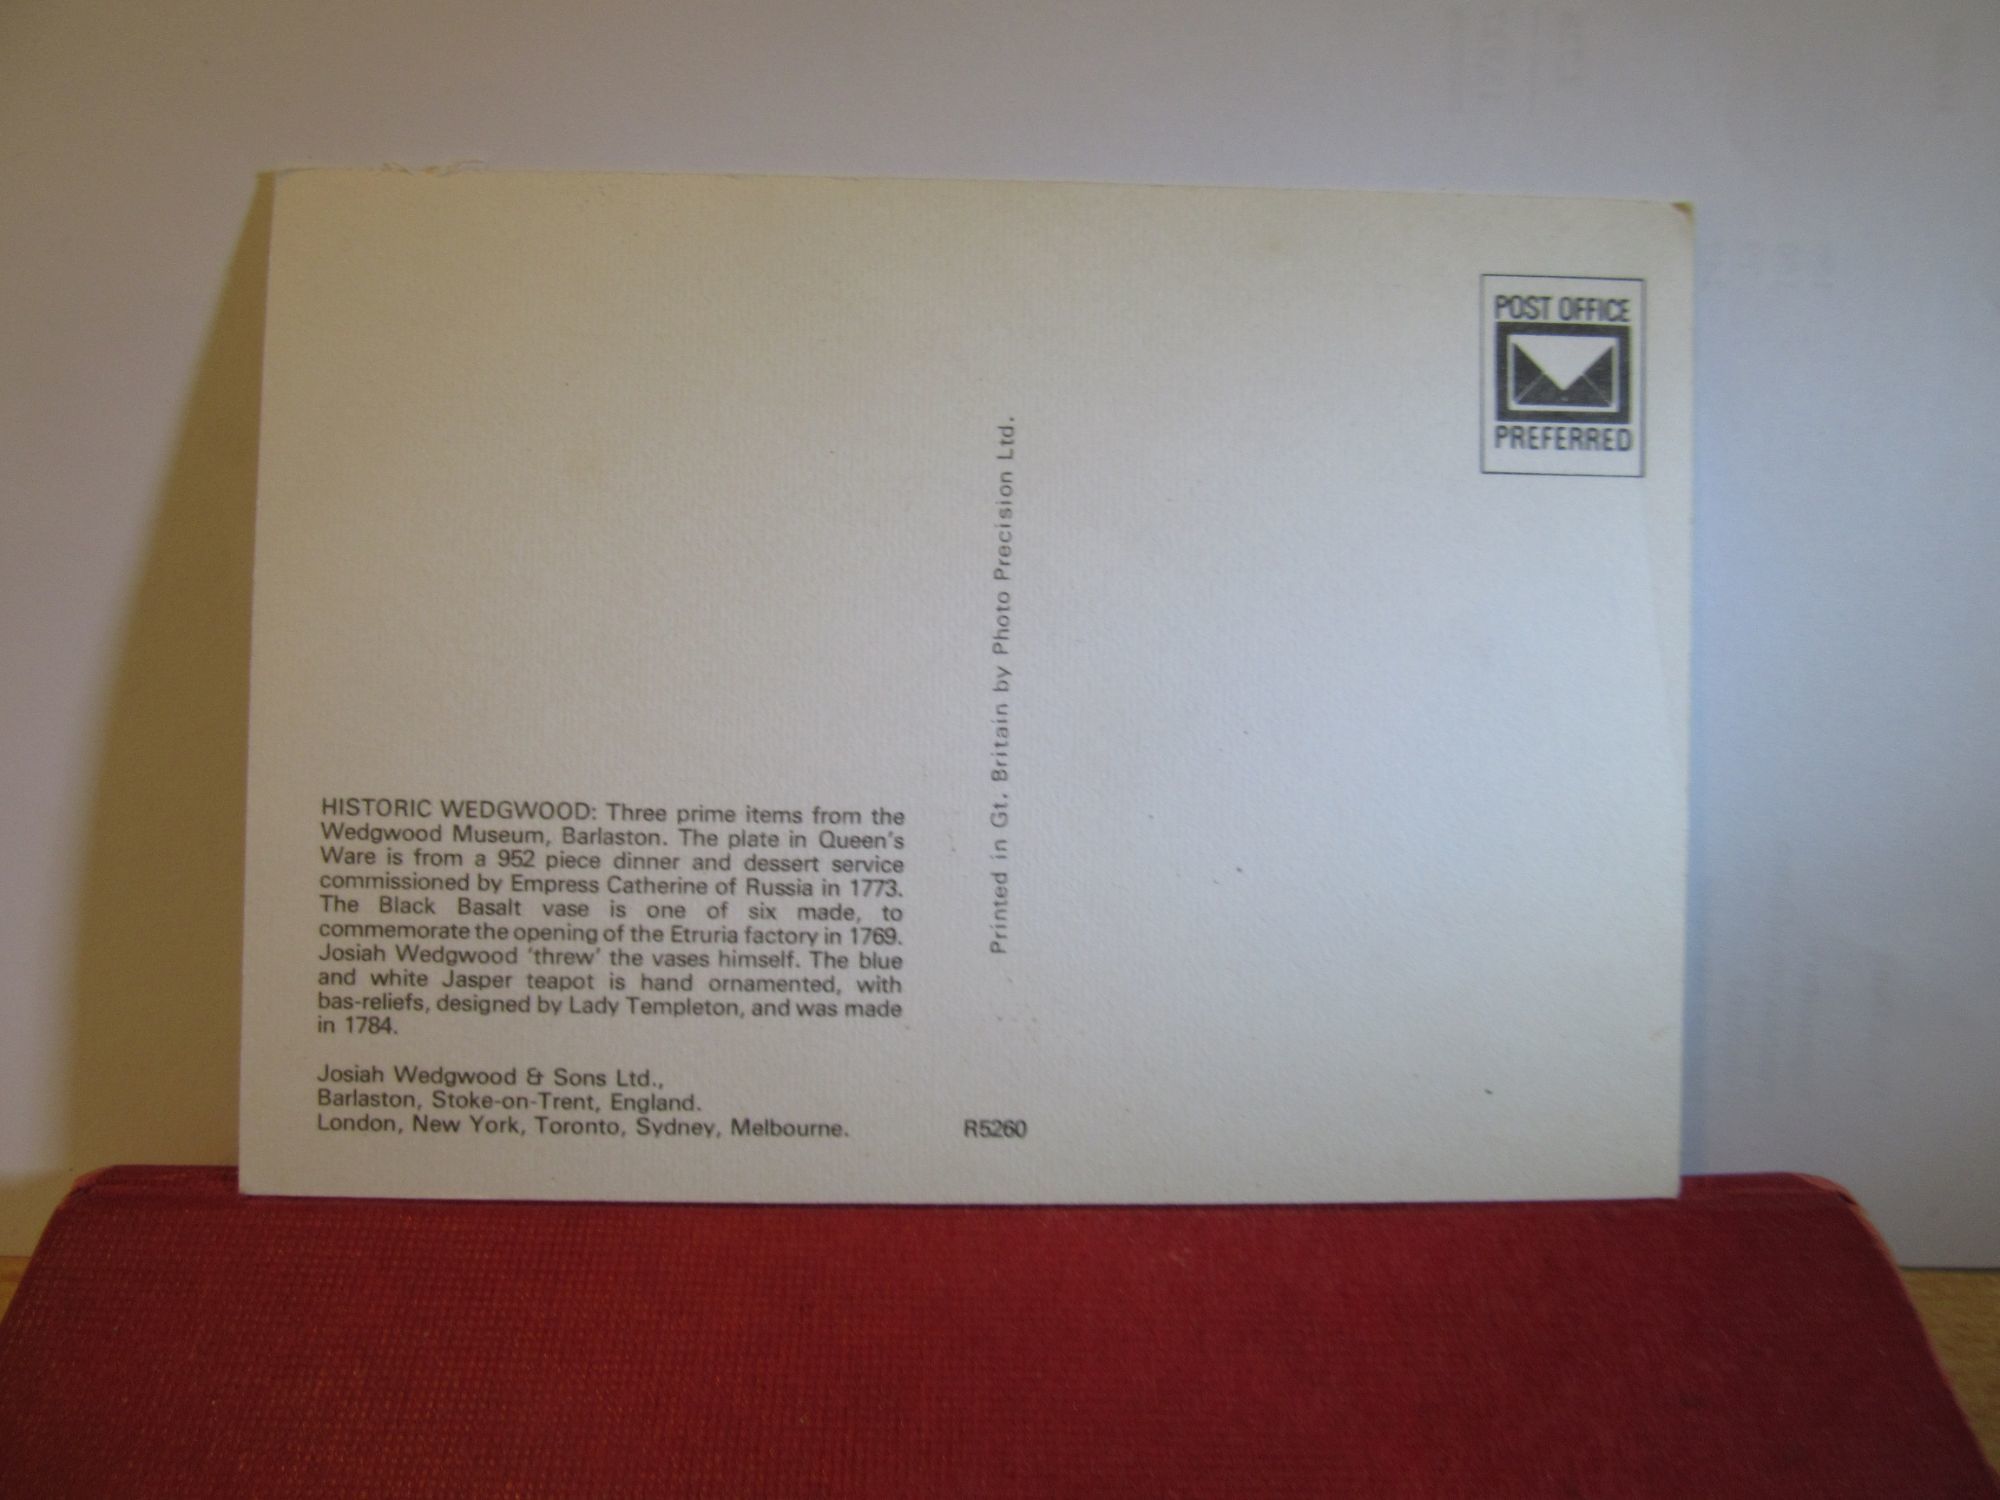 POST OFFICE
PREFERRED
Printed in Gt. Britain by Photo Precision Ltd.
HISTORIC WEDGWOOD: Three prime items from the
Wedgwood Museum, Barlaston. The plate in Queen's
Ware is from a 952 piece dinner and dessert service
commissioned by Empress Catherine of Russia in 1773.
The Black Basalt vase is one of six made, to
commemorate the opening of the Etruria factory in 1769.
Josiah Wedgwood 'threw' the vases himself. The blue
and white Jasper teapot is hand ornamented, with
bas-reliefs, designed by Lady Templeton, and was made
in 1784.
Josiah Wedgwood & Sons Ltd.,
Barlaston, Stoke-on-Trent, England.
London, New York, Toronto, Sydney, Melbourne.
R5260